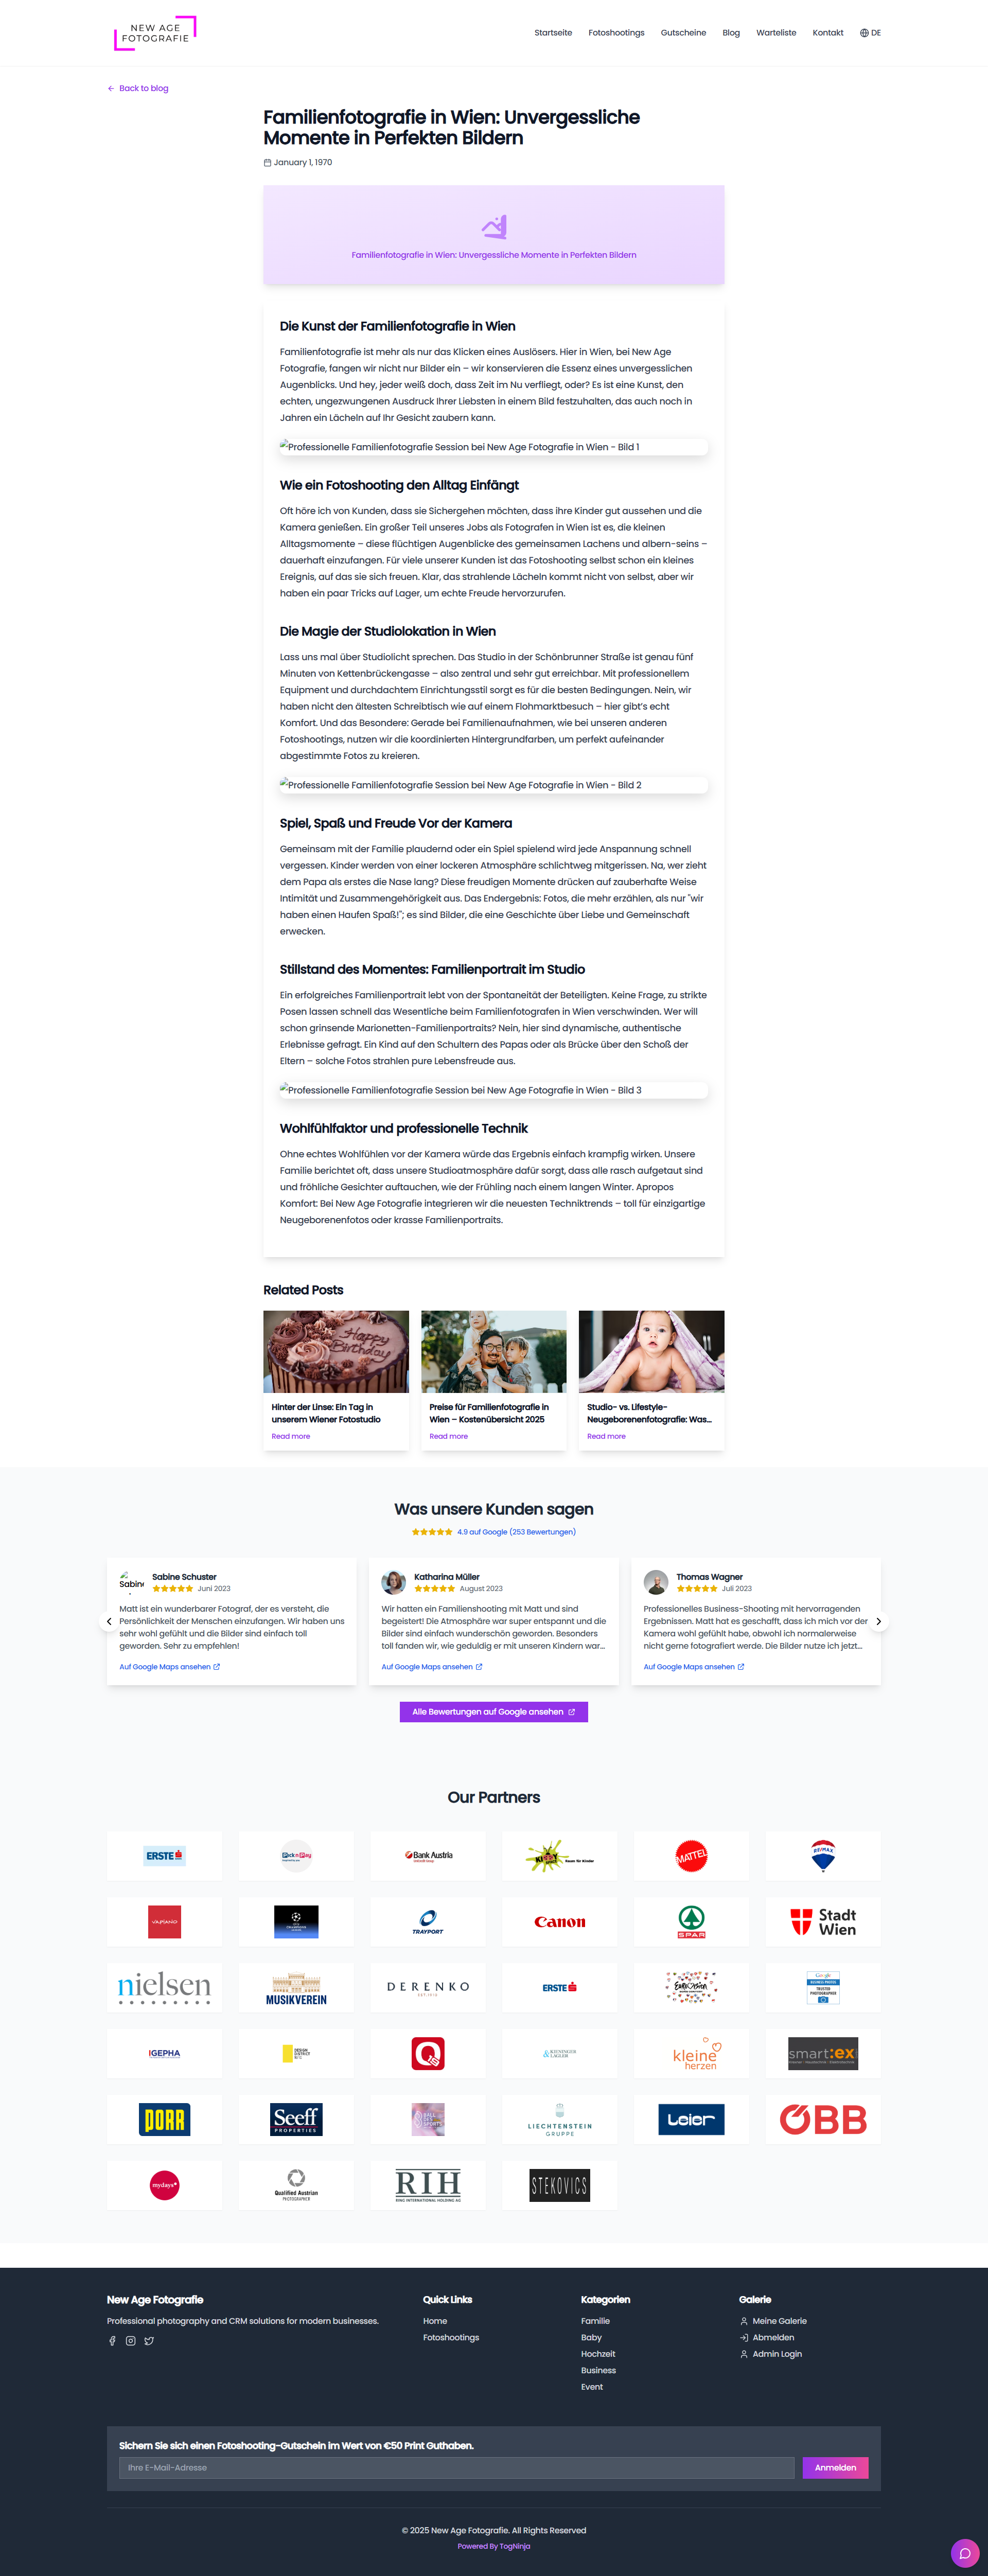 NEW AGE
FOTOGRAFIE
Startseite
Fotoshootings
Gutscheine
Blog
Warteliste
Kontakt
DE
Back to blog
Familienfotografie in Wien: Unvergessliche
Momente in Perfekten Bildern
January 1, 1970
Familienfotografie in Wien: Unvergessliche Momente in Perfekten Bildern
Die Kunst der Familienfotografie in Wien
Familienfotografie ist mehr als nur das Klicken eines Auslösers. Hier in Wien, bei New Age
Fotografie, fangen wir nicht nur Bilder ein – wir konservieren die Essenz eines unvergesslichen
Augenblicks. Und hey, jeder weiß doch, dass Zeit im Nu verfliegt, oder? Es ist eine Kunst, den
echten, ungezwungenen Ausdruck Ihrer Liebsten in einem Bild festzuhalten, das auch noch in
Jahren ein Lächeln auf Ihr Gesicht zaubern kann.
Professionelle Familienfotografie Session bei New Age Fotografie in Wien - Bild 1
Wie ein Fotoshooting den Alltag Einfängt
Oft höre ich von Kunden, dass sie Sichergehen möchten, dass ihre Kinder gut aussehen und die
Kamera genießen. Ein großer Teil unseres Jobs als Fotografen in Wien ist es, die kleinen
Alltagsmomente – diese flüchtigen Augenblicke des gemeinsamen Lachens und albern-seins –
dauerhaft einzufangen. Für viele unserer Kunden ist das Fotoshooting selbst schon ein kleines
Ereignis, auf das sie sich freuen. Klar, das strahlende Lächeln kommt nicht von selbst, aber wir
haben ein paar Tricks auf Lager, um echte Freude hervorzurufen.
Die Magie der Studiolokation in Wien
Lass uns mal über Studiolicht sprechen. Das Studio in der Schönbrunner Straße ist genau fünf
Minuten von Kettenbrückengasse – also zentral und sehr gut erreichbar. Mit professionellem
Equipment und durchdachtem Einrichtungsstil sorgt es für die besten Bedingungen. Nein, wir
haben nicht den ältesten Schreibtisch wie auf einem Flohmarktbesuch – hier gibt's echt
Komfort. Und das Besondere: Gerade bei Familienaufnahmen, wie bei unseren anderen
Fotoshootings, nutzen wir die koordinierten Hintergrundfarben, um perfekt aufeinander
abgestimmte Fotos zu kreieren.
Professionelle Familienfotografie Session bei New Age Fotografie in Wien - Bild 2
Spiel, Spaß und Freude Vor der Kamera
Gemeinsam mit der Familie plaudernd oder ein Spiel spielend wird jede Anspannung schnell
vergessen. Kinder werden von einer lockeren Atmosphäre schlichtweg mitgerissen. Na, wer zieht
dem Papa als erstes die Nase lang? Diese freudigen Momente drücken auf zauberhafte Weise
Intimität und Zusammengehörigkeit aus. Das Endergebnis: Fotos, die mehr erzählen, als nur "wir
haben einen Haufen Spaß!"; es sind Bilder, die eine Geschichte über Liebe und Gemeinschaft
erwecken.
Stillstand des Momentes: Familienportrait im Studio
Ein erfolgreiches Familienportrait lebt von der Spontaneität der Beteiligten. Keine Frage, zu strikte
Posen lassen schnell das Wesentliche beim Familienfotografen in Wien verschwinden. Wer will
schon grinsende Marionetten-Familienportraits? Nein, hier sind dynamische, authentische
Erlebnisse gefragt. Ein Kind auf den Schultern des Papas oder als Brücke über den Schoß der
Eltern – solche Fotos strahlen pure Lebensfreude aus.
Professionelle Familienfotografie Session bei New Age Fotografie in Wien - Bild 3
Wohlfühlfaktor und professionelle Technik
Ohne echtes Wohlfühlen vor der Kamera würde das Ergebnis einfach krampfig wirken. Unsere
Familie berichtet oft, dass unsere Studioatmosphäre dafür sorgt, dass alle rasch aufgetaut sind
und fröhliche Gesichter auftauchen, wie der Frühling nach einem langen Winter. Apropos
Komfort: Bei New Age Fotografie integrieren wir die neuesten Techniktrends – toll für einzigartige
Neugeborenenfotos oder krasse Familienportraits.
Related Posts
Happy
Birthday
Hinter der Linse: Ein Tag in
unserem Wiener Fotostudio
Read more
Preise für Familienfotografie in
Wien – Kostenübersicht 2025
Read more
Studio- vs. Lifestyle-
Neugeborenenfotografie: Was...
Read more
Was unsere Kunden sagen
4.9 auf Google (253 Bewertungen)
Sabine
Sabine Schuster
Juni 2023
Matt ist ein wunderbarer Fotograf, der es versteht, die
Persönlichkeit der Menschen einzufangen. Wir haben uns
sehr wohl gefühlt und die Bilder sind einfach toll
geworden. Sehr zu empfehlen!
Auf Google Maps ansehen
Katharina Müller
August 2023
Wir hatten ein Familienshooting mit Matt und sind
begeistert! Die Atmosphäre war super entspannt und die
Bilder sind einfach wunderschön geworden. Besonders
toll fanden wir, wie geduldig er mit unseren Kindern war...
Auf Google Maps ansehen
Thomas Wagner
Juli 2023
Professionelles Business-Shooting mit hervorragenden
Ergebnissen. Matt hat es geschafft, dass ich mich vor der
Kamera wohl gefühlt habe, obwohl ich normalerweise
nicht gerne fotografiert werde. Die Bilder nutze ich jetzt...
Auf Google Maps ansehen
Alle Bewertungen auf Google ansehen
Our Partners
ERSTE
Pick n Pay
Bank Austria
Raum für Kinder
MATTEL
RE/MAX
VAPIANO
TRAYPORT
Canon
SPAR
Stadt
Wien
nielsen
MUSIKVEREIN
DERENKO
ERSTE
EUROVISION
Google
IGEPHA
DESIGN
DISTRICT
KIENINGER
LAGLER
kleine
herzen
smart:ex
PORR
Seeff
PROPERTIES
LIECHTENSTEIN
GRUPPE
Leier
ÖBB
mydays
Qualified Austrian
PHOTOGRAPHER
RIH
RING INTERNATIONAL HOLDING AG
STEKOVICS
New Age Fotografie
Professional photography and CRM solutions for modern businesses.
Quick Links
Home
Fotoshootings
Kategorien
Familie
Baby
Hochzeit
Business
Event
Galerie
Meine Galerie
Abmelden
Admin Login
Sichern Sie sich einen Fotoshooting-Gutschein im Wert von €50 Print Guthaben.
Ihre E-Mail-Adresse
Anmelden
© 2025 New Age Fotografie. All Rights Reserved
Powered By TogNinja